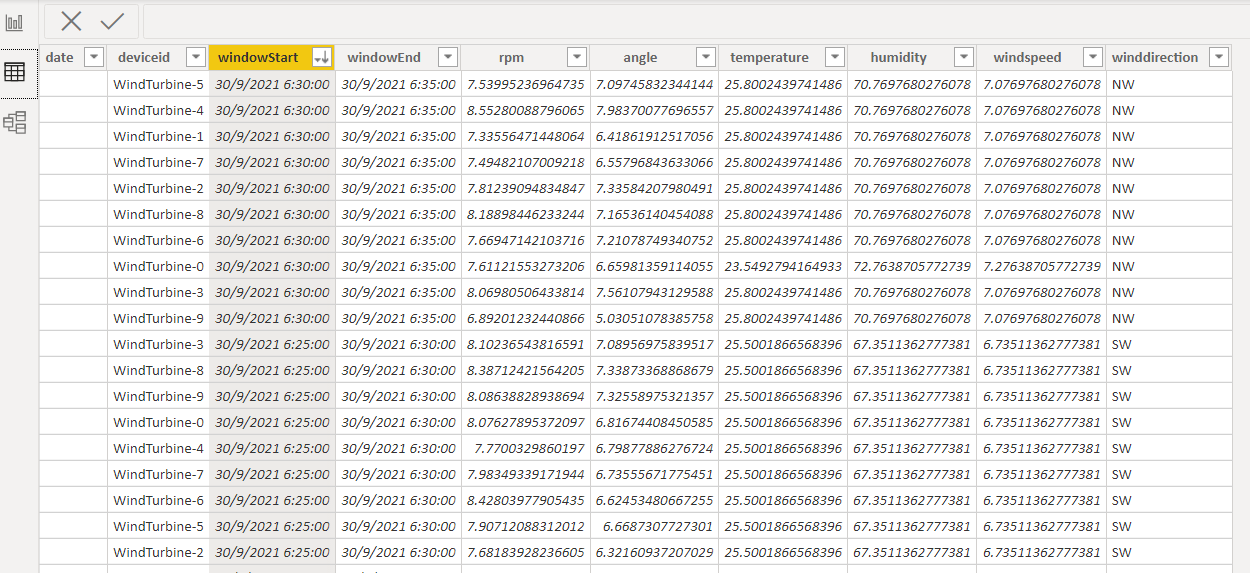 date deviceid windowStart windowEnd rpm angle temperature humidity windspeed winddirection
WindTurbine-5 30/9/2021 6:30:00 30/9/2021 6:35:00 7.53995236964735 7.09745832344144 25.8002439741486 70.7697680276078 7.07697680276078 NW
WindTurbine-4 30/9/2021 6:30:00 30/9/2021 6:35:00 8.55280088796065 7.98370077696557 25.8002439741486 70.7697680276078 7.07697680276078 NW
WindTurbine-1 30/9/2021 6:30:00 30/9/2021 6:35:00 7.33556471448064 6.41861912517056 25.8002439741486 70.7697680276078 7.07697680276078 NW
WindTurbine-7 30/9/2021 6:30:00 30/9/2021 6:35:00 7.49482107009218 6.55796843633066 25.8002439741486 70.7697680276078 7.07697680276078 NW
WindTurbine-2 30/9/2021 6:30:00 30/9/2021 6:35:00 7.81239094834847 7.33584207980491 25.8002439741486 70.7697680276078 7.07697680276078 NW
WindTurbine-8 30/9/2021 6:30:00 30/9/2021 6:35:00 8.18898446233244 7.16536140454088 25.8002439741486 70.7697680276078 7.07697680276078 NW
WindTurbine-6 30/9/2021 6:30:00 30/9/2021 6:35:00 7.66947142103716 7.21078749340752 25.8002439741486 70.7697680276078 7.07697680276078 NW
WindTurbine-0 30/9/2021 6:30:00 30/9/2021 6:35:00 7.61121553273206 6.65981359114055 23.5492794164933 72.7638705772739 7.27638705772739 NW
WindTurbine-3 30/9/2021 6:30:00 30/9/2021 6:35:00 8.06980506433814 7.56107943129588 25.8002439741486 70.7697680276078 7.07697680276078 NW
WindTurbine-9 30/9/2021 6:30:00 30/9/2021 6:35:00 6.89201232440866 5.03051078385758 25.8002439741486 70.7697680276078 7.07697680276078 NW
WindTurbine-3 30/9/2021 6:25:00 30/9/2021 6:30:00 8.10236543816591 7.08956975839517 25.5001866568396 67.3511362777381 6.73511362777381 SW
WindTurbine-8 30/9/2021 6:25:00 30/9/2021 6:30:00 8.38712421564205 7.33873368868679 25.5001866568396 67.3511362777381 6.73511362777381 SW
WindTurbine-9 30/9/2021 6:25:00 30/9/2021 6:30:00 8.08638828938694 7.32558975321357 25.5001866568396 67.3511362777381 6.73511362777381 SW
WindTurbine-0 30/9/2021 6:25:00 30/9/2021 6:30:00 8.07627895372097 6.81674408450585 25.5001866568396 67.3511362777381 6.73511362777381 SW
WindTurbine-4 30/9/2021 6:25:00 30/9/2021 6:30:00 7.7700329860197 6.79877886276724 25.5001866568396 67.3511362777381 6.73511362777381 SW
WindTurbine-7 30/9/2021 6:25:00 30/9/2021 6:30:00 7.98349339171944 6.73555671775451 25.5001866568396 67.3511362777381 6.73511362777381 SW
WindTurbine-6 30/9/2021 6:25:00 30/9/2021 6:30:00 8.42803977905435 6.62453480667255 25.5001866568396 67.3511362777381 6.73511362777381 SW
WindTurbine-5 30/9/2021 6:25:00 30/9/2021 6:30:00 7.90712088312012 6.6687307727301 25.5001866568396 67.3511362777381 6.73511362777381 SW
WindTurbine-2 30/9/2021 6:25:00 30/9/2021 6:30:00 7.68183928236605 6.32160937207029 25.5001866568396 67.3511362777381 6.73511362777381 SW